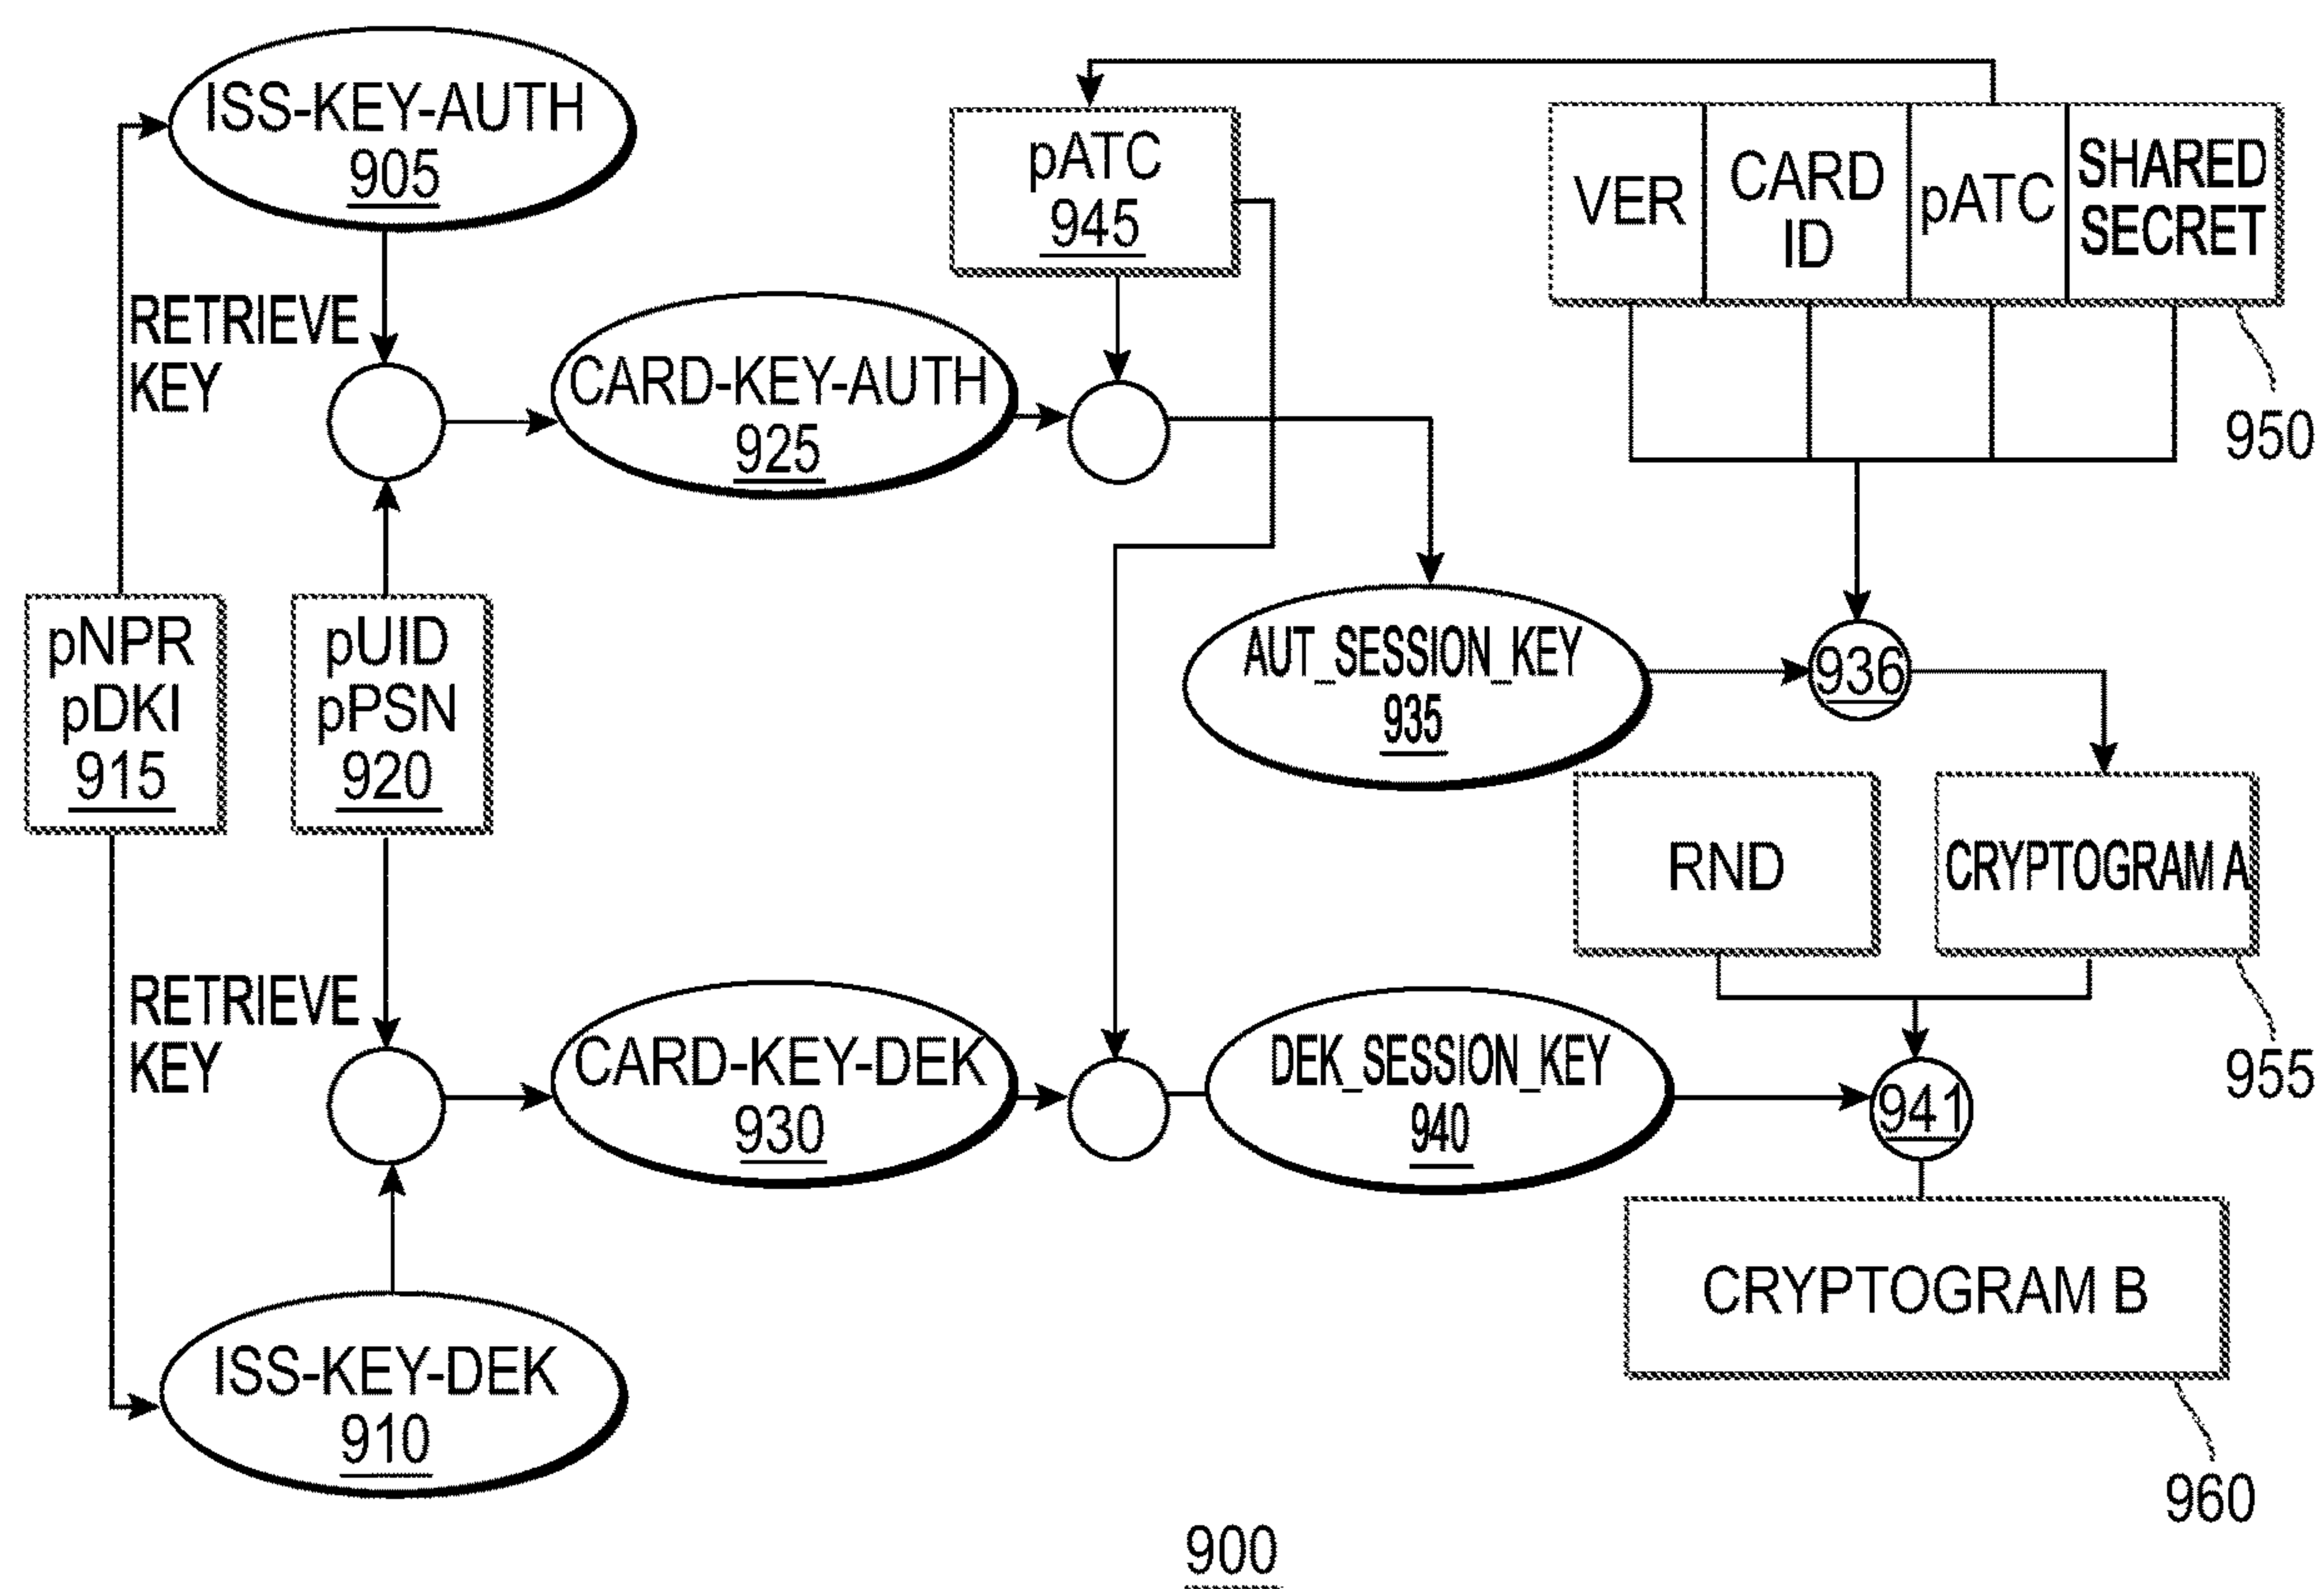 ISS-KEY-AUTH
905
RETRIEVE
KEY
pATC
945
VER
CARD
ID
pATC
SHARED
SECRET
950
CARD-KEY-AUTH
925
pNPR
pDKI
915
pUID
pPSN
920
AUT_SESSION_KEY
935
936
RND
CRYPTOGRAM A
955
RETRIEVE
KEY
CARD-KEY-DEK
930
DEK_SESSION_KEY
940
941
CRYPTOGRAM B
960
ISS-KEY-DEK
910
900